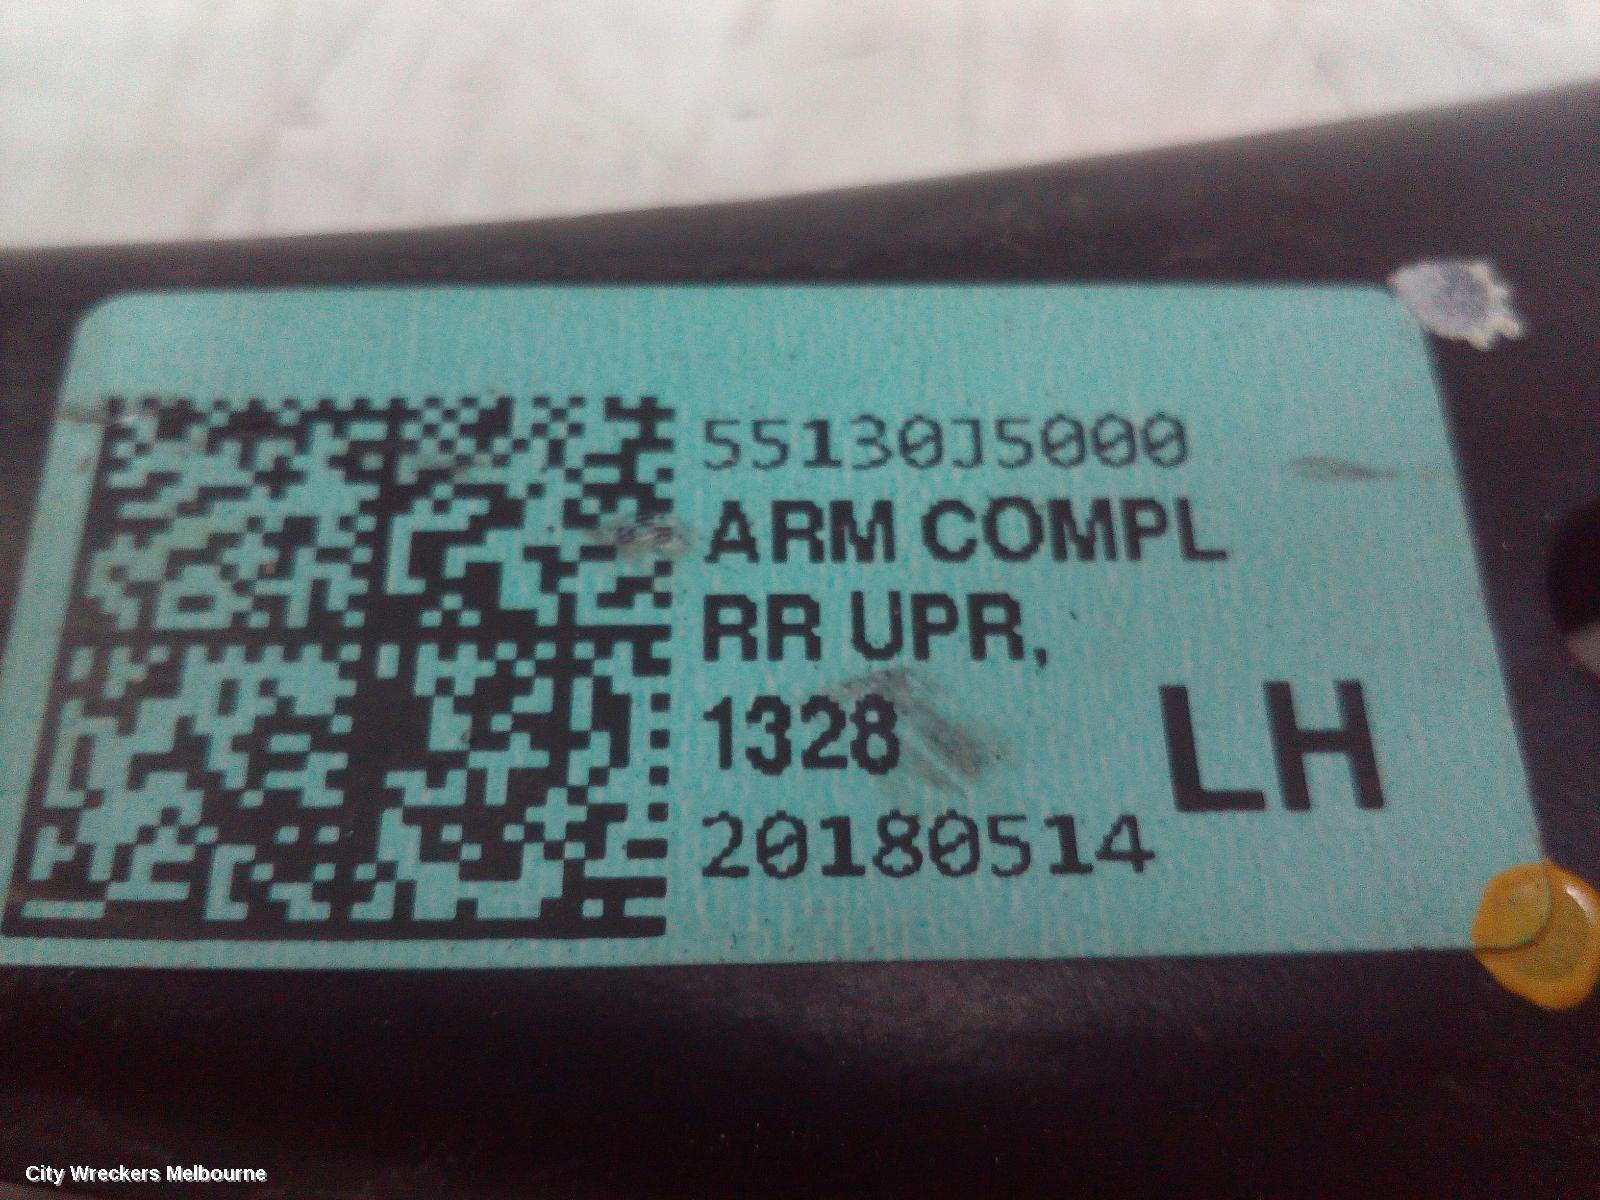 55130J5000
ARM COMPL
RR UPR,
1328
LH
20180514
City Wreckers Melbourne